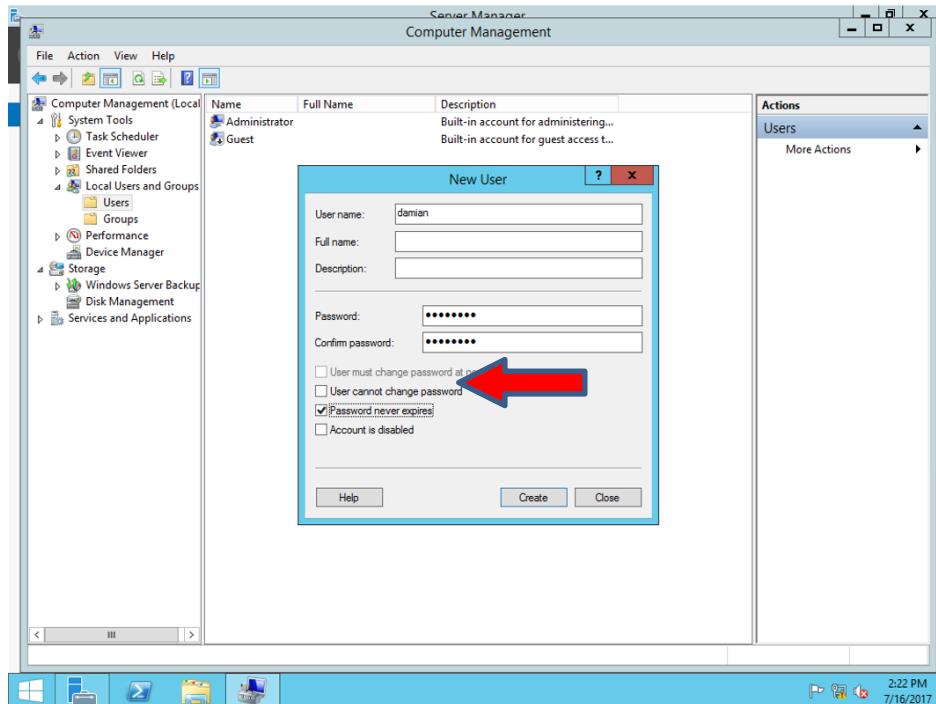 Server Manager
Computer Management
File Action View Help
Computer Management (Local
System Tools
Task Scheduler
Event Viewer
Shared Folders
Local Users and Groups
Users
Groups
Performance
Device Manager
Storage
Windows Server Backup
Disk Management
Services and Applications
Name Full Name Description
Administrator Built-in account for administering...
Guest Built-in account for guest access t...
Actions
Users
More Actions
New User
?
x
User name: damian
Full name:
Description:
Password: ••••••••
Confirm password: ••••••••
User must change password at
User cannot change password
Password never expires
Account is disabled
Help Create Close
2:22 PM
7/16/2017